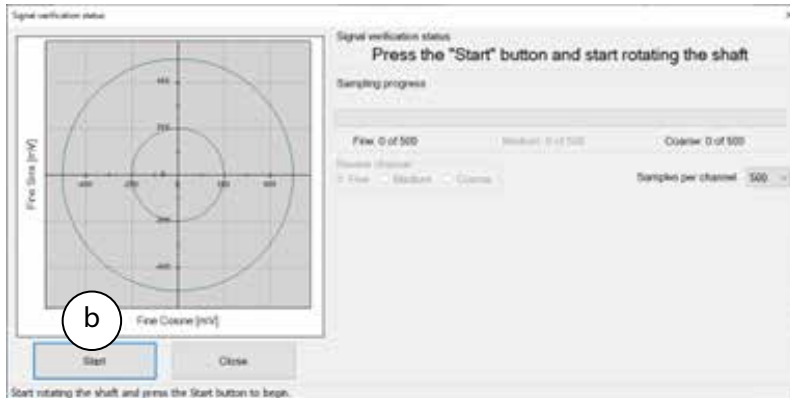 Signal verification status
Signal verification status
Press the "Start" button and start rotating the shaft
Sampling progress
Fine: 0 of 500
Medium: 0 of 500
Coarse: 0 of 500
Fine
Medium
Coarse
Samples per channel
500
Fine Sine [mV]
400
200
-400
-200
0
200
400
-200
-400
Fine Cosine [mV]
b
Start
Close
Start rotating the shaft and press the Start button to begin.